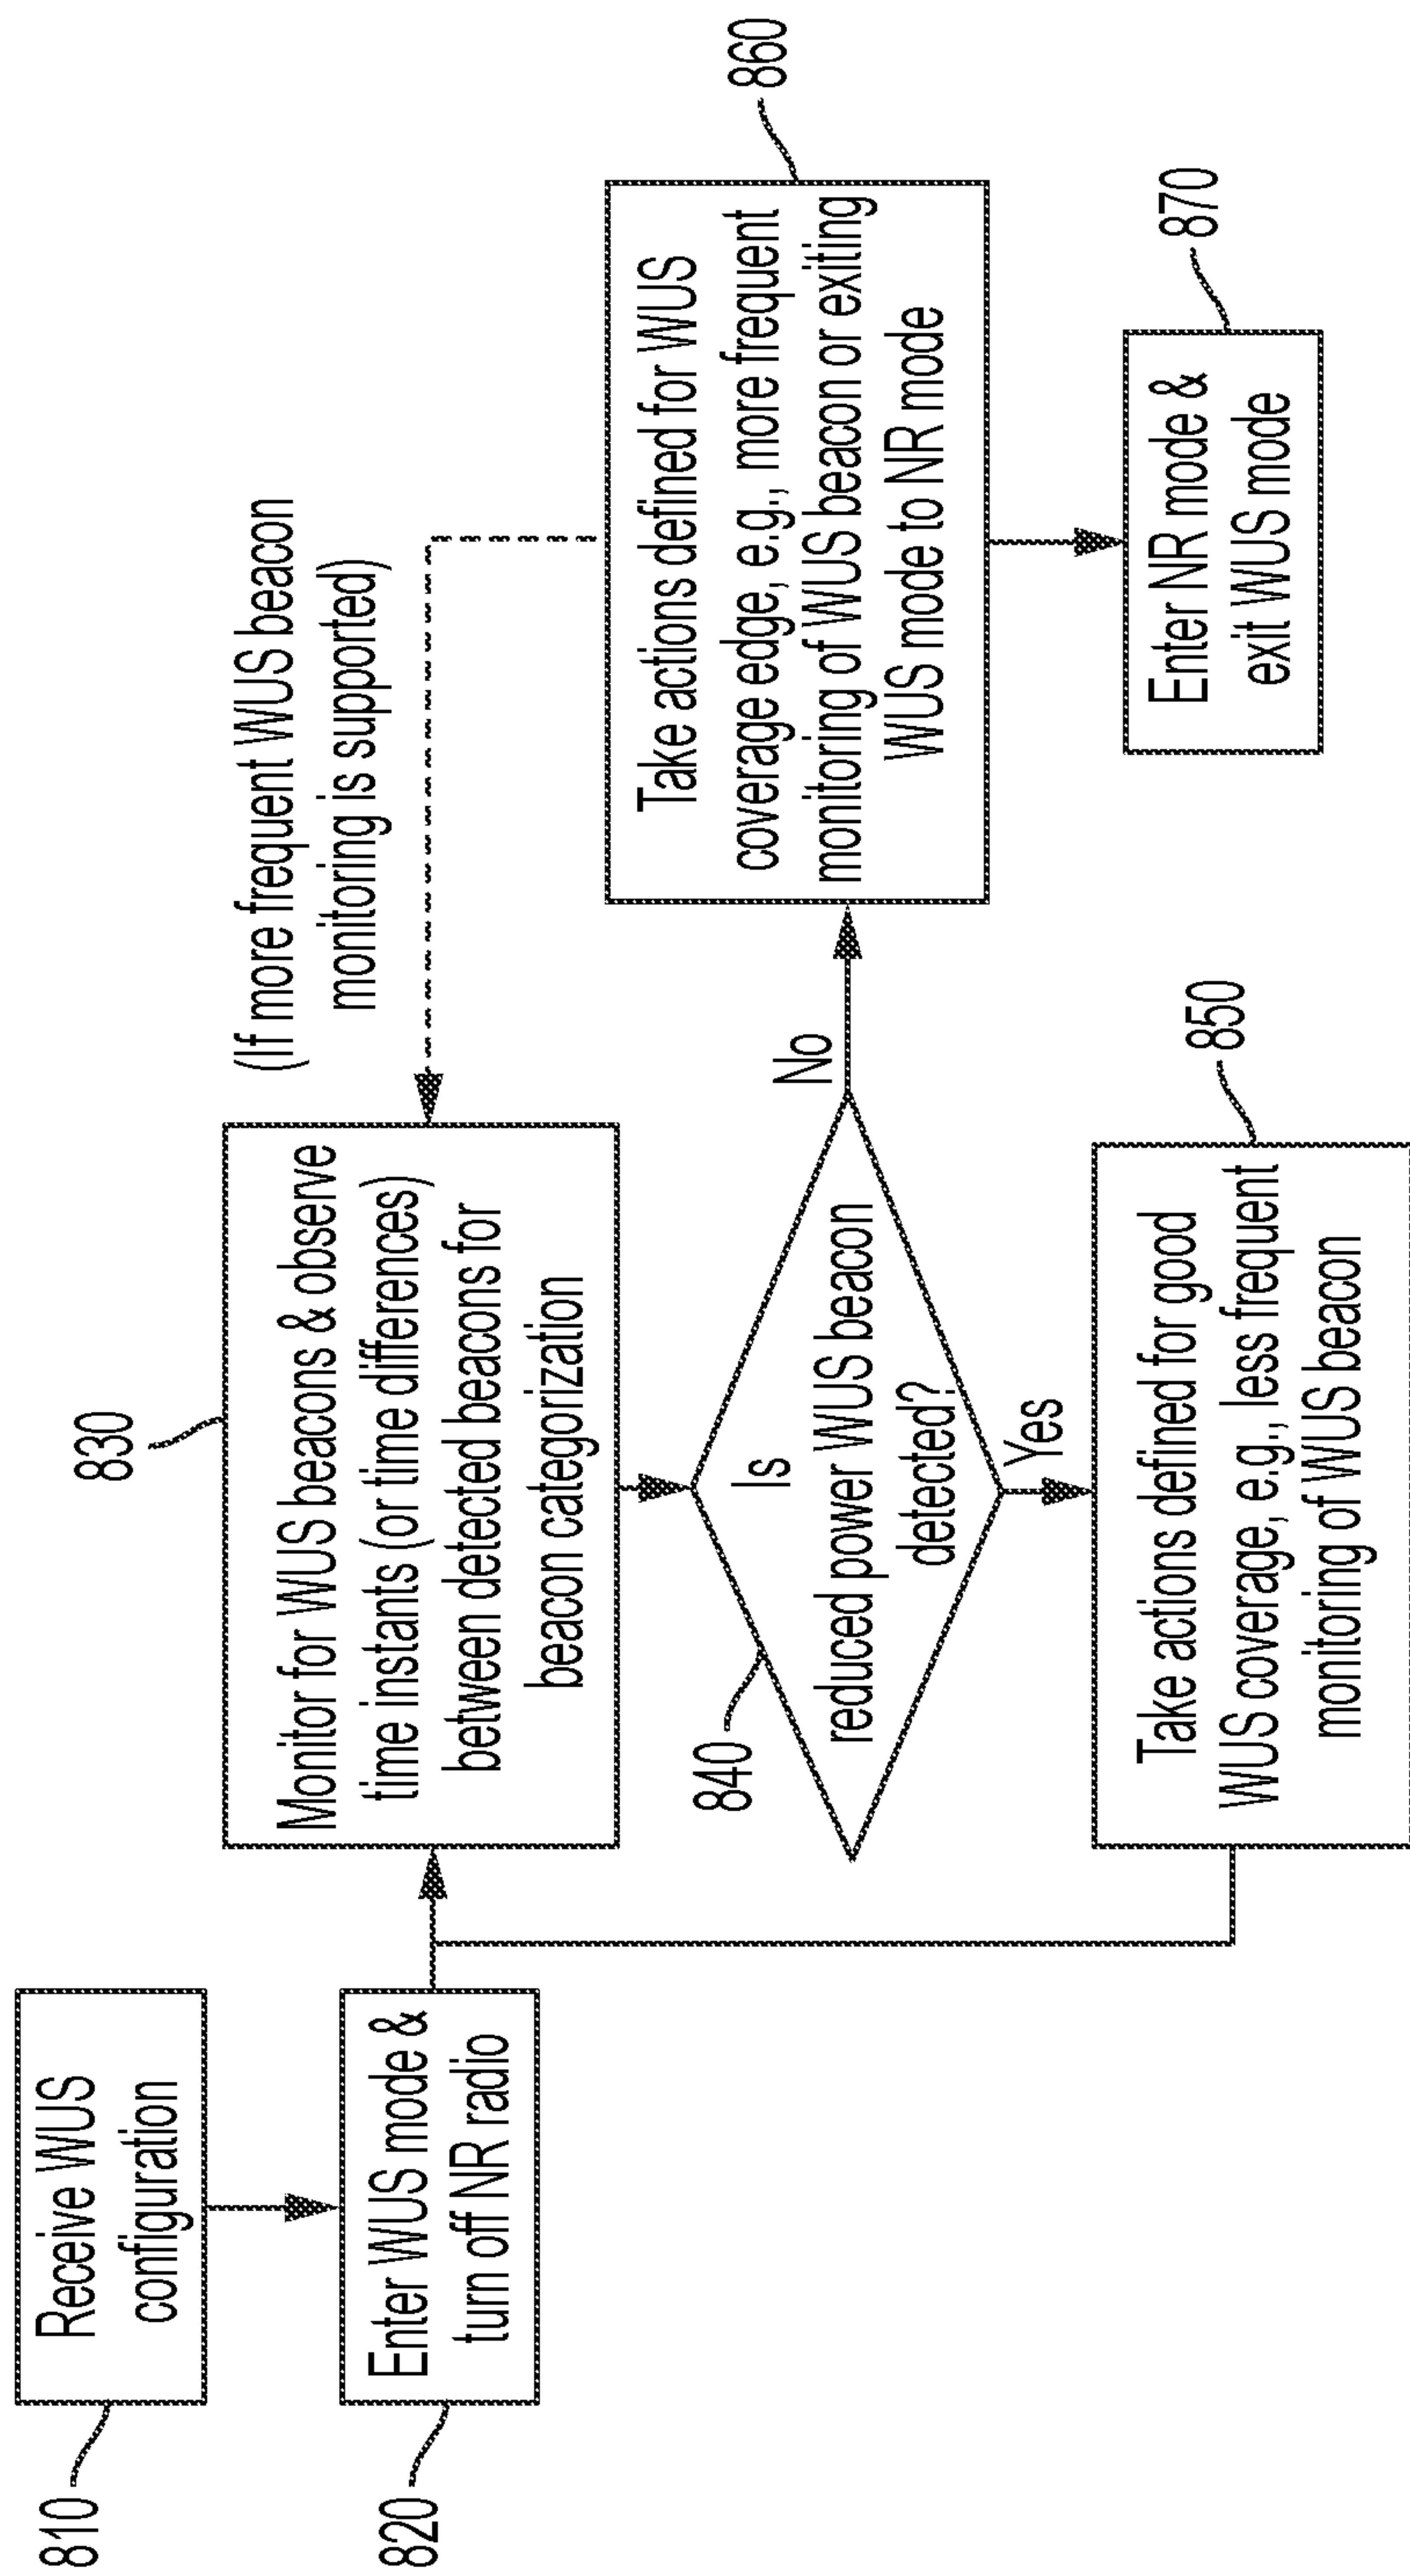 810
Receive WUS
configuration
820
Enter WUS mode &
turn off NR radio
830
Monitor for WUS beacons & observe
time instants (or time differences)
between detected beacons for
beacon categorization
(If more frequent WUS beacon
monitoring is supported)
840
Is
reduced power WUS beacon
detected?
No
Yes
850
Take actions defined for good
WUS coverage, e.g., less frequent
monitoring of WUS beacon
860
Take actions defined for WUS
coverage edge, e.g., more frequent
monitoring of WUS beacon or exiting
WUS mode to NR mode
870
Enter NR mode &
exit WUS mode